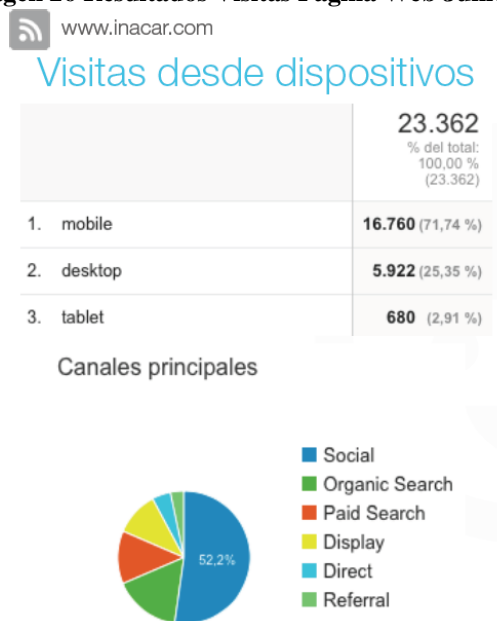 www.inacar.com
Visitas desde dispositivos
23.362
% del total:
100,00 %
(23.362)
1. mobile 16.760 (71,74 %)
2. desktop 5.922 (25,35 %)
3. tablet 680 (2,91 %)
Canales principales
Social
Organic Search
Paid Search
Display
Direct
Referral
52,2%